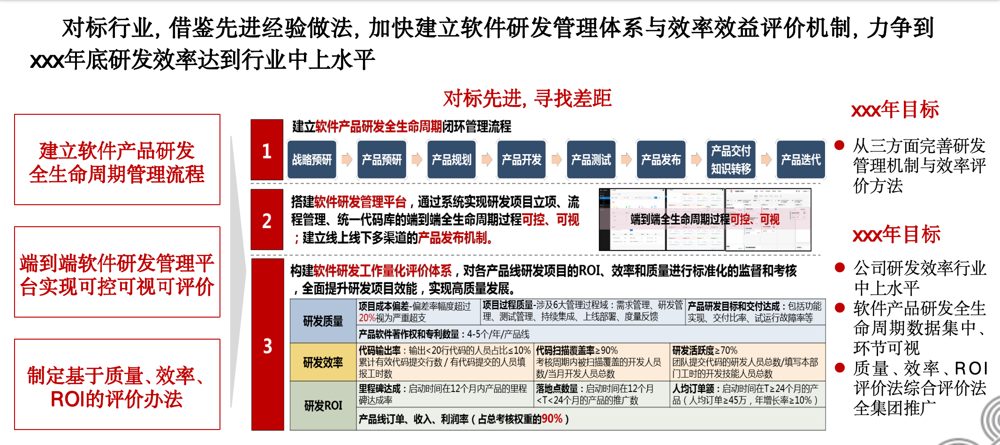 对标行业, 借鉴先进经验做法, 加快建立软件研发管理体系与效率效益评价机制, 力争到
xxx年底研发效率达到行业中上水平
建立软件产品研发
全生命周期管理流程
端到端软件研发管理平
台实现可控可视可评价
制定基于质量、效率、
ROI的评价办法
对标先进, 寻找差距
1
建立软件产品研发全生命周期闭环管理流程
战略预研
产品预研
产品规划
产品开发
产品测试
产品发布
产品交付
知识转移
产品迭代
2
搭建软件研发管理平台，通过系统实现研发项目立项、流
程管理、统一代码库的端到端全生命周期过程可控、可视
；建立线上线下多渠道的产品发布机制。
端到端全生命周期过程可控、可视
3
构建软件研发工作量化评价体系，对各产品线研发项目的ROI、效率和质量进行标准化的监督和考核
，全面提升研发项目效能，实现高质量发展。
研发质量
项目成本偏差-偏差率幅度超过
20%视为严重超支
项目过程质量-涉及6大管理过程域：需求管理、研发管
理、测试管理、持续集成、上线部署、度量反馈
产品研发目标和交付达成：包括功能
实现、交付比率、试运行故障率等
产品软件著作权和专利数量：4-5个/年/产品线
研发效率
代码输出率：输出<20行代码的人员占比≤10%
累计有效代码提交行数 / 有代码提交的人员填
报工时数
代码扫描覆盖率≥90%
考核周期内被扫描覆盖的开发人员
数/当月开发人员总数
研发活跃度≥70%
团队提交代码的研发人员总数/填写本部
门工时的开发技能人员总数
研发ROI
里程碑达成：启动时间在12个月内产品的里程
碑达成率
落地点数量：启动时间在12个月
<T<24个月的产品的推广数
人均订单额：启动时间在T≥24个月的产
品（人均订单≥45万，年增长率≥10%）
产品线订单、收入、利润率（占总考核权重的90%）
xxx年目标
从三方面完善研发
管理机制与效率评
价方法
xxx年目标
公司研发效率行业
中上水平
软件产品研发全生
命周期数据集中、
环节可视
质量、效率、ROI
评价法综合评价法
全集团推广